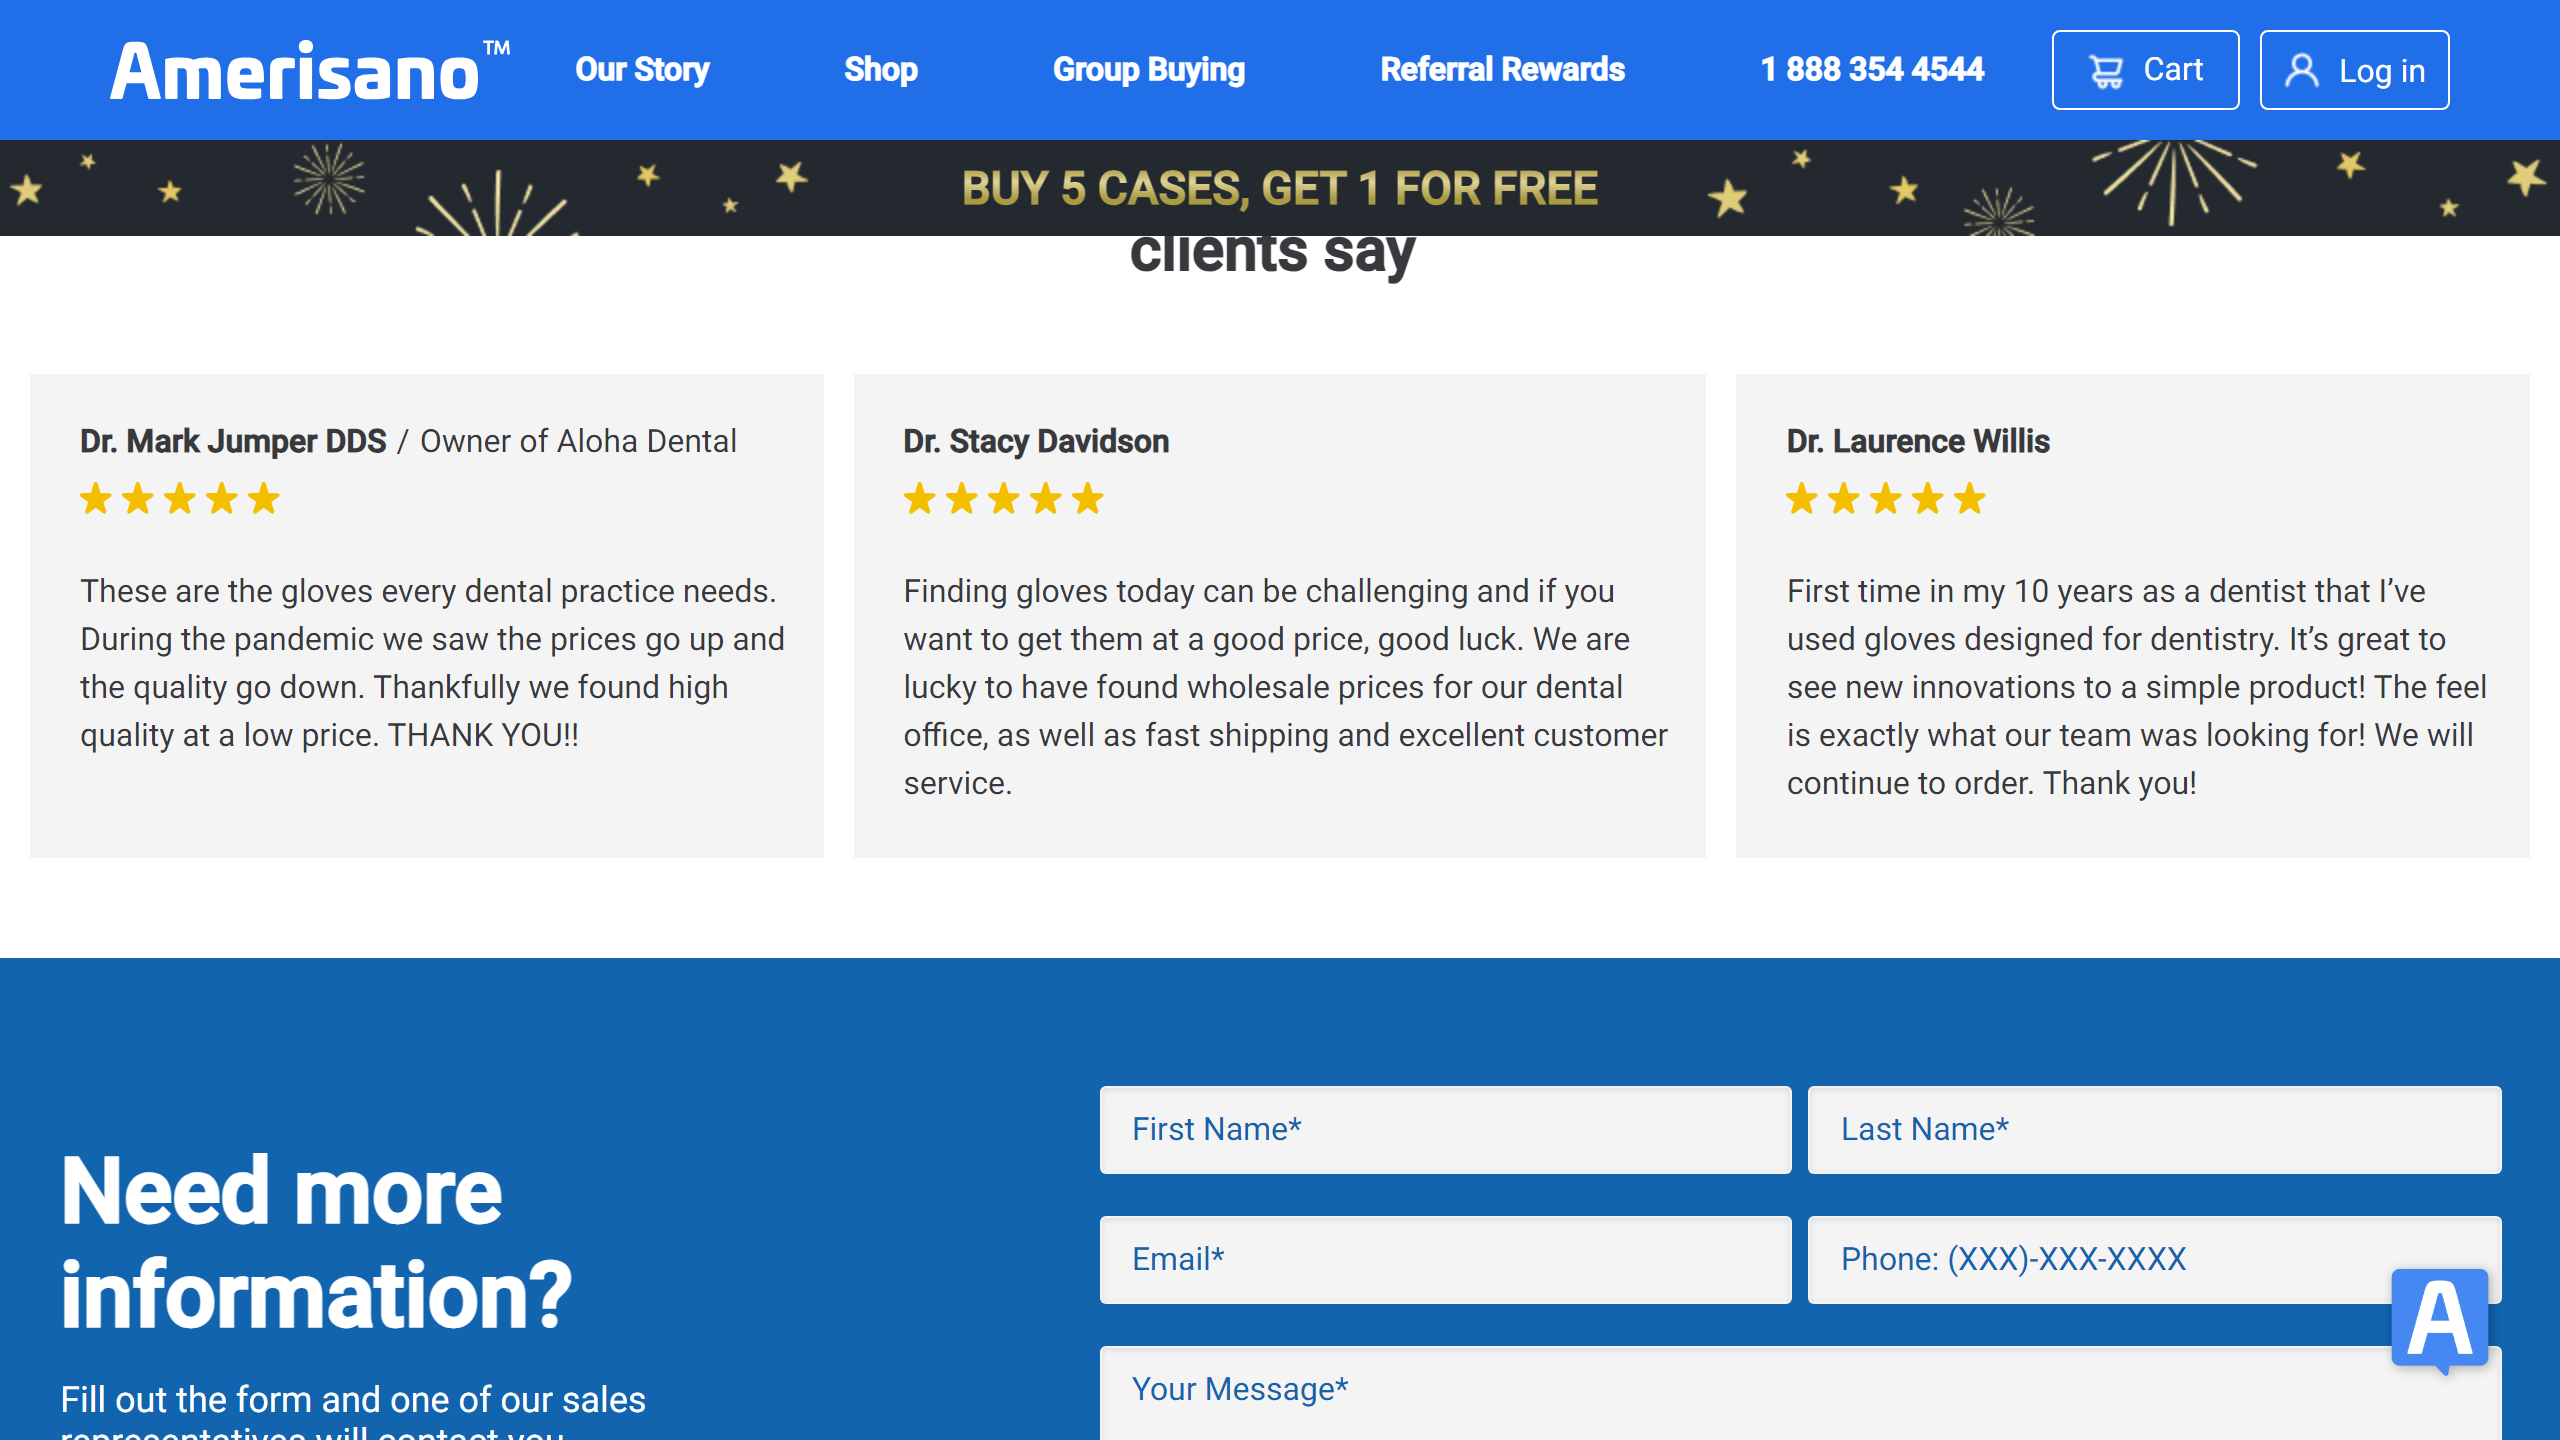 Amerisano™
Our Story
Shop
Group Buying
Referral Rewards
1 888 354 4544
Cart
Log in
BUY 5 CASES, GET 1 FOR FREE
clients say
Dr. Mark Jumper DDS / Owner of Aloha Dental
These are the gloves every dental practice needs.
During the pandemic we saw the prices go up and
the quality go down. Thankfully we found high
quality at a low price. THANK YOU!!
Dr. Stacy Davidson
Finding gloves today can be challenging and if you
want to get them at a good price, good luck. We are
lucky to have found wholesale prices for our dental
office, as well as fast shipping and excellent customer
service.
Dr. Laurence Willis
First time in my 10 years as a dentist that I’ve
used gloves designed for dentistry. It’s great to
see new innovations to a simple product! The feel
is exactly what our team was looking for! We will
continue to order. Thank you!
Need more
information?
Fill out the form and one of our sales
representatives will contact you
First Name*
Last Name*
Email*
Phone: (XXX)-XXX-XXXX
Your Message*
A